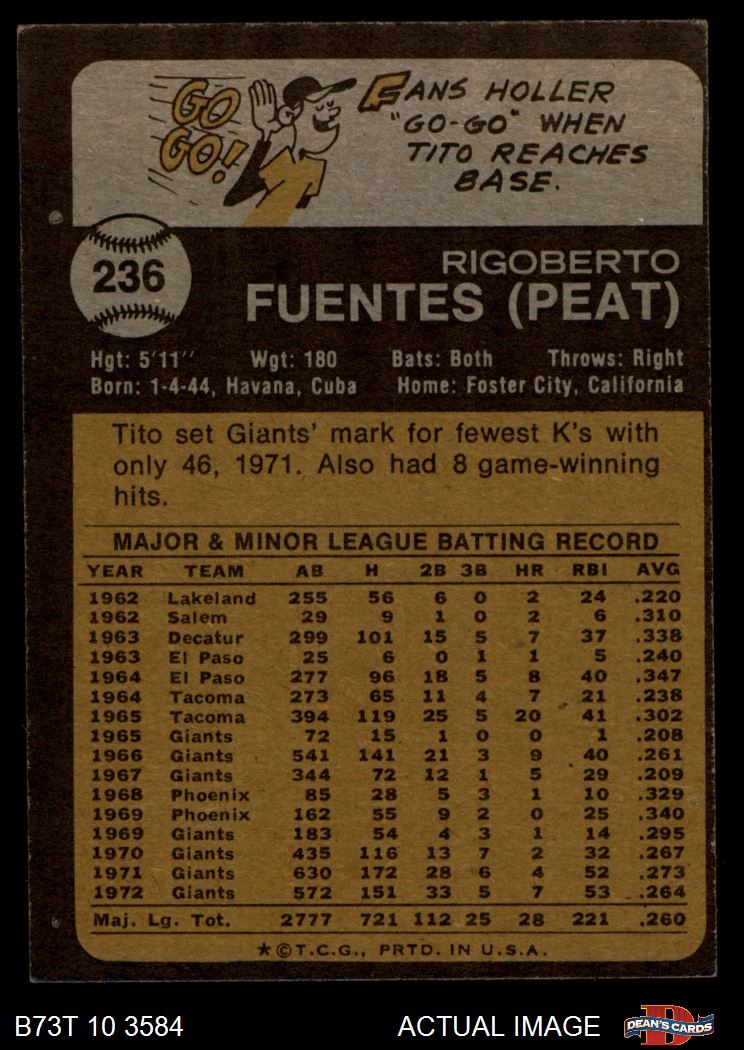 GO
GO!
FANS HOLLER
"GO-GO" WHEN
TITO REACHES
BASE.
236
RIGOBERTO
FUENTES (PEAT)
Hgt: 5'11" Wgt: 180 Bats: Both Throws: Right
Born: 1-4-44, Havana, Cuba Home: Foster City, California
Tito set Giants' mark for fewest K's with
only 46, 1971. Also had 8 game-winning
hits.
MAJOR & MINOR LEAGUE BATTING RECORD
YEAR TEAM AB H 2B 3B HR RBI AVG
1962 Lakeland 255 56 6 0 2 24 .220
1962 Salem 29 9 1 0 2 6 .310
1963 Decatur 299 101 15 5 7 37 .338
1963 El Paso 25 6 0 1 1 5 .240
1964 El Paso 277 96 18 5 8 40 .347
1964 Tacoma 273 65 11 4 7 21 .238
1965 Tacoma 394 119 25 5 20 41 .302
1965 Giants 72 15 1 0 0 1 .208
1966 Giants 541 141 21 3 9 40 .261
1967 Giants 344 72 12 1 5 29 .209
1968 Phoenix 85 28 5 3 1 10 .329
1969 Phoenix 162 55 9 2 0 25 .340
1969 Giants 183 54 4 3 1 14 .295
1970 Giants 435 116 13 7 2 32 .267
1971 Giants 630 172 28 6 4 52 .273
1972 Giants 572 151 33 5 7 53 .264
Maj. Lg. Tot. 2777 721 112 25 28 221 .260
★©T.C.G., PRTD. IN U.S.A.
B73T 10 3584 ACTUAL IMAGE D DEAN'S CARDS